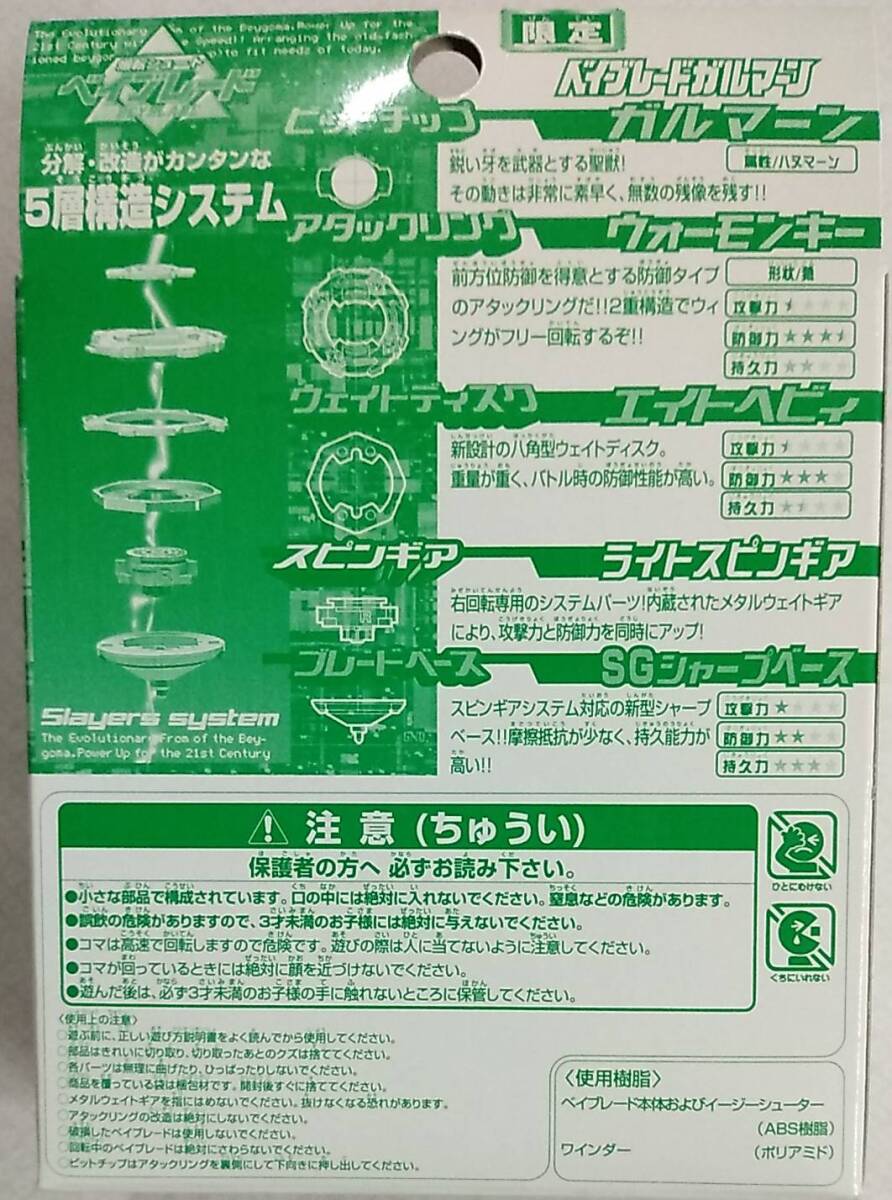 The Evolutionary From of the Beygoma.Power Up for the
21st Century Speed!! Arranging the old-fash-
ioned beygo to fit needs of today.
爆転シュート
ベイブレード
分解・改造がカンタンな
5層構造システム
Slayers system
The Evolutionary From of the Bey-
goma.Power Up for the 21st Century
限定
ベイブレードガルマーン
ビットチップ
ガルマーン
鋭い牙を武器とする聖獣!
その動きは非常に素早く、無数の残像を残す!!
属性/ハヌマーン
アタックリング
ウォーモンキー
前方位防御を得意とする防御タイプ
のアタックリングだ!!2重構造でウィ
ングがフリー回転するぞ!!
形状/猿
攻撃力
防御力
持久力
ウェイトディスク
エイトヘビィ
新設計の八角型ウェイトディスク。
重量が重く、バトル時の防御性能が高い。
攻撃力
防御力
持久力
スピンギア
ライトスピンギア
右回転専用のシステムパーツ!内蔵されたメタルウェイトギア
により、攻撃力と防御力を同時にアップ!
ブレードベース
SGシャープベース
スピンギアシステム対応の新型シャープ
ベース!!摩擦抵抗が少なく、持久能力が
高い!!
攻撃力
防御力
持久力
注意(ちゅうい)
保護者の方へ 必ずお読み下さい。
●小さな部品で構成されています。口の中には絶対に入れないでください。窒息などの危険があります。
●誤飲の危険がありますので、3才未満のお子様には絶対に与えないでください。
●コマは高速で回転しますので危険です。遊びの際は人に当てないように注意してください。
●コマが回っているときには絶対に顔を近づけないでください。
●遊んだ後は、必ず3才未満のお子様の手に触れないところに保管してください。
ひとにむけない
くちにいれない
〈使用上の注意〉
○遊ぶ前に、正しい遊び方説明書をよく読んでから使用してください。
○部品はきれいに切り取り、切り取ったあとのクズは捨ててください。
○各パーツは無理に曲げたり、ひっぱったりしないでください。
○商品を覆っている袋は梱包材です。開封後すぐに捨ててください。
○メタルウェイトギアを指にはめないでください。抜けなくなる恐れがあります。
○アタックリングの改造は絶対にしないでください。
○破損したベイブレードは使用しないでください。
○回転中のベイブレードは絶対にさわらないでください。
○ビットチップはアタックリングを裏側にして下向きに押し出してください。
〈使用樹脂〉
ベイブレード本体およびイージーシューター
(ABS樹脂)
ワインダー (ポリアミド)